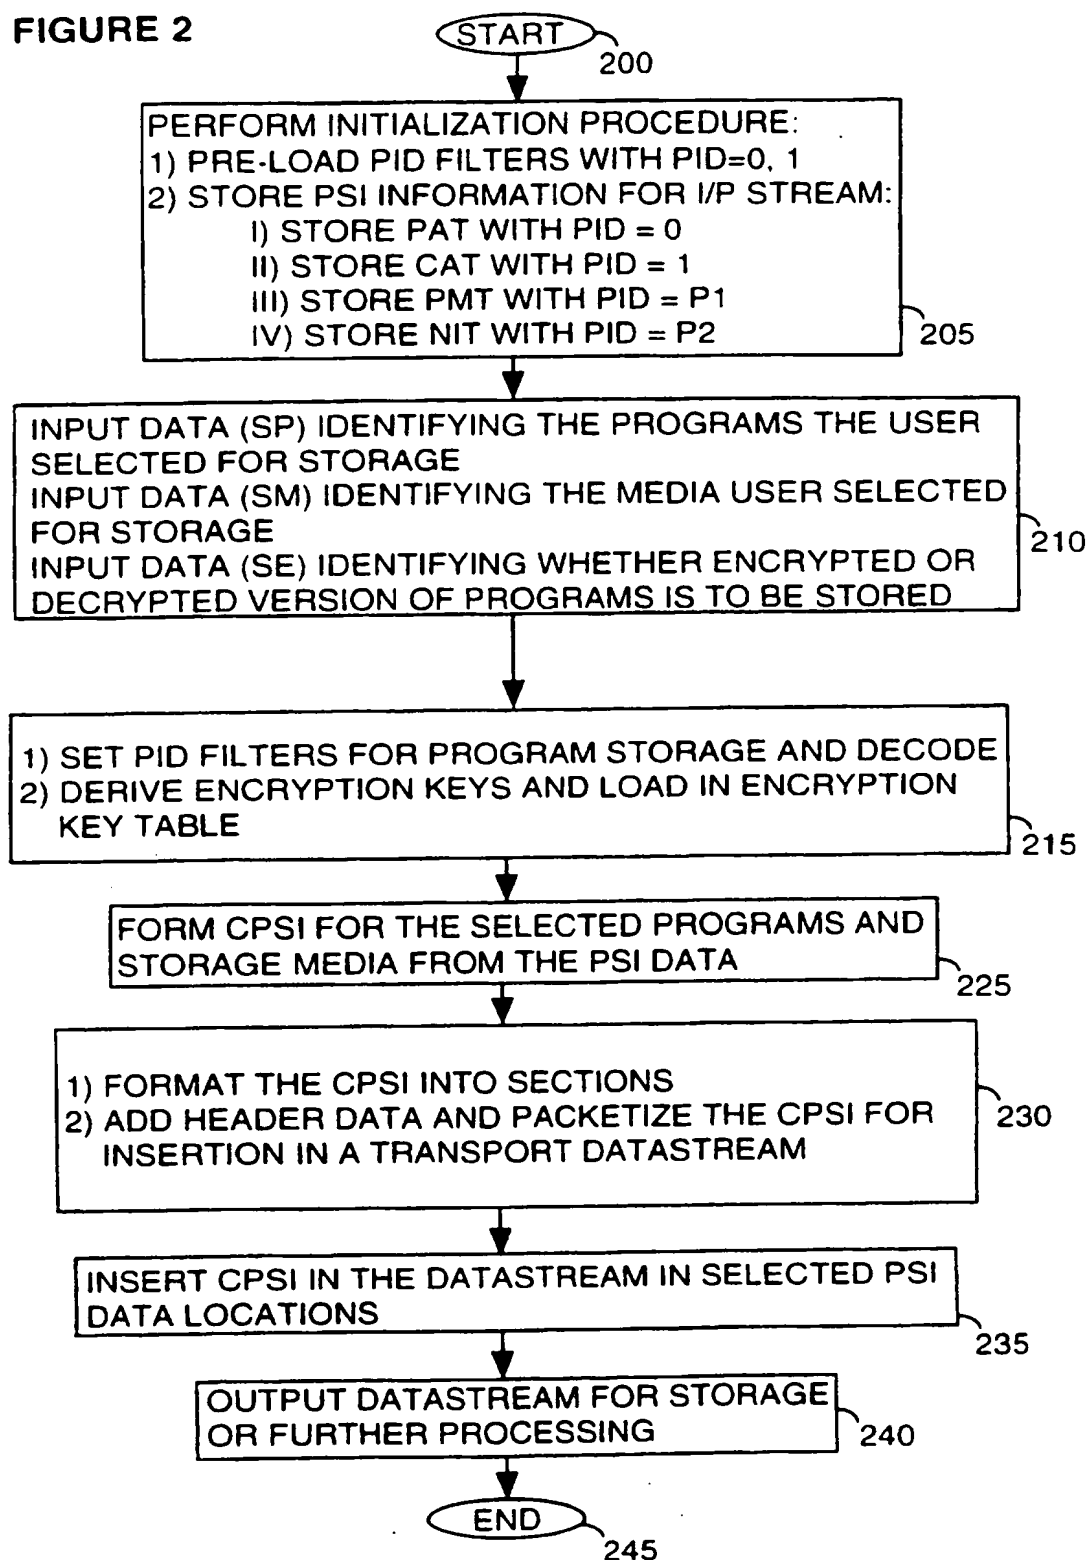 FIGURE 2
START
200
PERFORM INITIALIZATION PROCEDURE:
1) PRE-LOAD PID FILTERS WITH PID=0, 1
2) STORE PSI INFORMATION FOR I/P STREAM:
I) STORE PAT WITH PID = 0
II) STORE CAT WITH PID = 1
III) STORE PMT WITH PID = P1
IV) STORE NIT WITH PID = P2
205
INPUT DATA (SP) IDENTIFYING THE PROGRAMS THE USER
SELECTED FOR STORAGE
INPUT DATA (SM) IDENTIFYING THE MEDIA USER SELECTED
FOR STORAGE
INPUT DATA (SE) IDENTIFYING WHETHER ENCRYPTED OR
DECRYPTED VERSION OF PROGRAMS IS TO BE STORED
210
1) SET PID FILTERS FOR PROGRAM STORAGE AND DECODE
2) DERIVE ENCRYPTION KEYS AND LOAD IN ENCRYPTION
KEY TABLE
215
FORM CPSI FOR THE SELECTED PROGRAMS AND
STORAGE MEDIA FROM THE PSI DATA
225
1) FORMAT THE CPSI INTO SECTIONS
2) ADD HEADER DATA AND PACKETIZE THE CPSI FOR
INSERTION IN A TRANSPORT DATASTREAM
230
INSERT CPSI IN THE DATASTREAM IN SELECTED PSI
DATA LOCATIONS
235
OUTPUT DATASTREAM FOR STORAGE
OR FURTHER PROCESSING
240
END
245